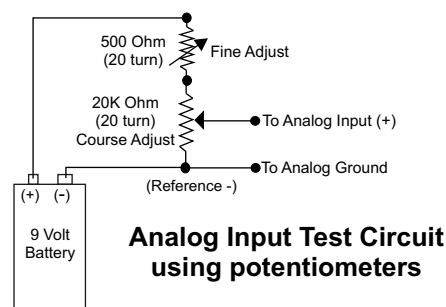 500 Ohm
(20 turn)
Fine Adjust
20K Ohm
(20 turn)
Course Adjust
To Analog Input (+)
To Analog Ground
(Reference -)
(+) (-)
9 Volt
Battery
Analog Input Test Circuit
using potentiometers